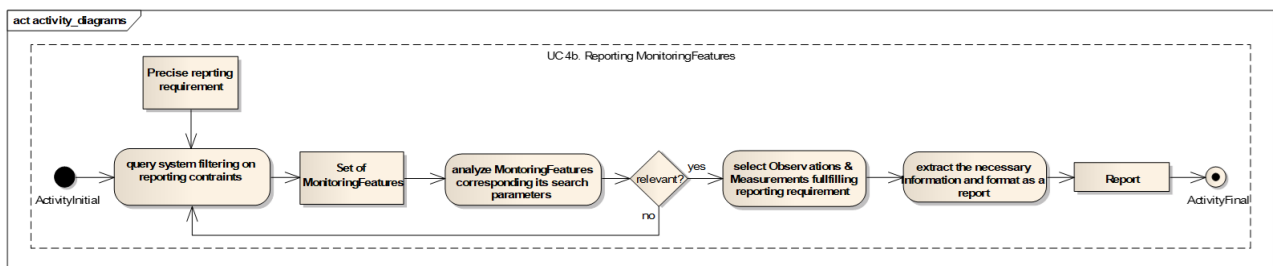 act activity_diagrams
UC 4b. Reporting MonitoringFeatures
Precise reprting
requirement
ActivityInitial
query system filtering on
reporting contraints
Set of
MonitoringFeatures
analyze MontoringFeatures
corresponding its search
parameters
relevant?
yes
no
select Observations &
Measurements fullfilling
reporting requirement
extract the necessary
Information and format as a
report
Report
ActivityFinal